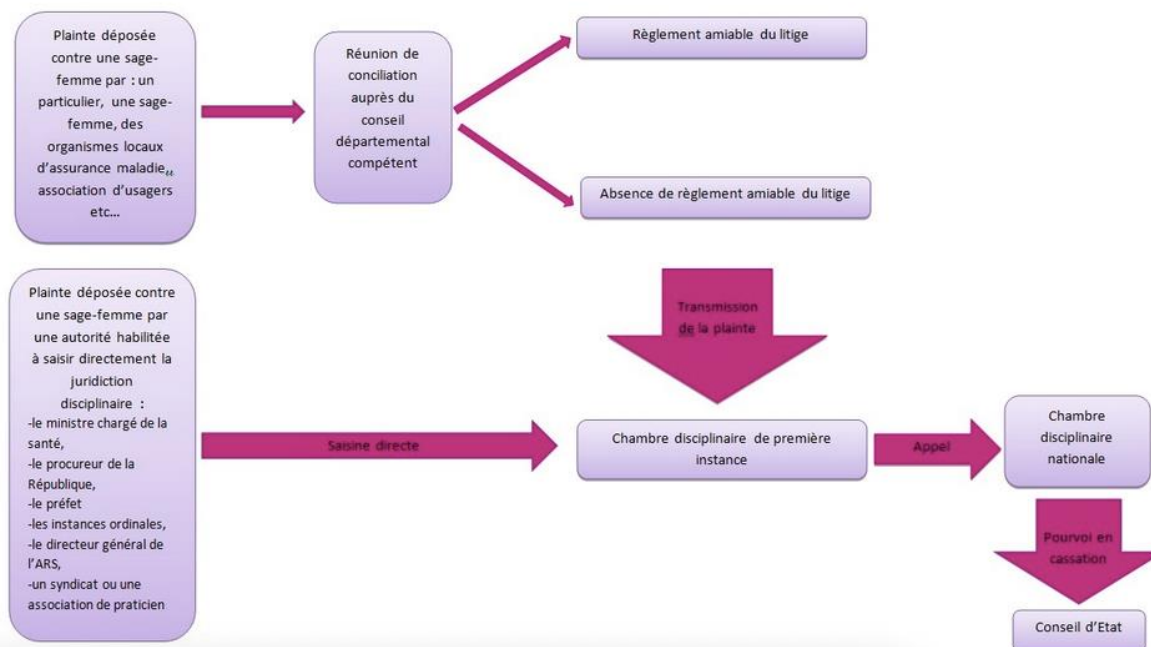 Plainte déposée
contre une sage-
femme par : un
particulier, une sage-
femme, des
organismes locaux
d'assurance maladie,,
association d'usagers
etc…
Réunion de
conciliation
auprès du
conseil
départemental
compétent
Règlement amiable du litige
Absence de règlement amiable du litige
Transmission
de la plainte
Plainte déposée contre
une sage-femme par
une autorité habilitée
à saisir directement la
juridiction
disciplinaire :
-le ministre chargé de la
santé,
-le procureur de la
République,
-le préfet
-les instances ordinales,
-le directeur général de
l'ARS,
-un syndicat ou une
association de praticien
Saisine directe
Chambre disciplinaire de première
instance
Appel
Chambre
disciplinaire
nationale
Pourvoi en
cassation
Conseil d'Etat